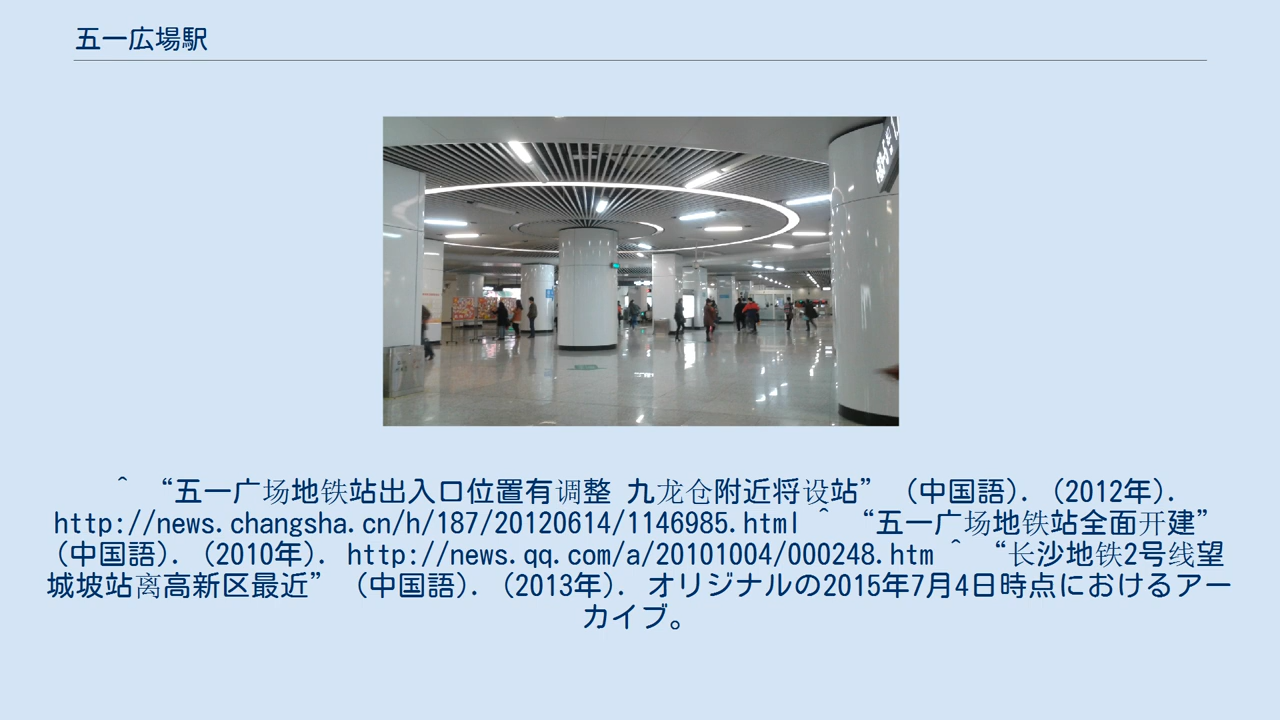 五一広場駅
^ “五一广场地铁站出入口位置有调整 九龙仓附近将设站” (中国語). (2012年).
http://news.changsha.cn/h/187/20120614/1146985.html ^ “五一广场地铁站全面开建”
(中国語). (2010年). http://news.qq.com/a/20101004/000248.htm ^ “长沙地铁2号线望
城坡站离高新区最近” (中国語). (2013年). オリジナルの2015年7月4日時点におけるアー
カイブ。